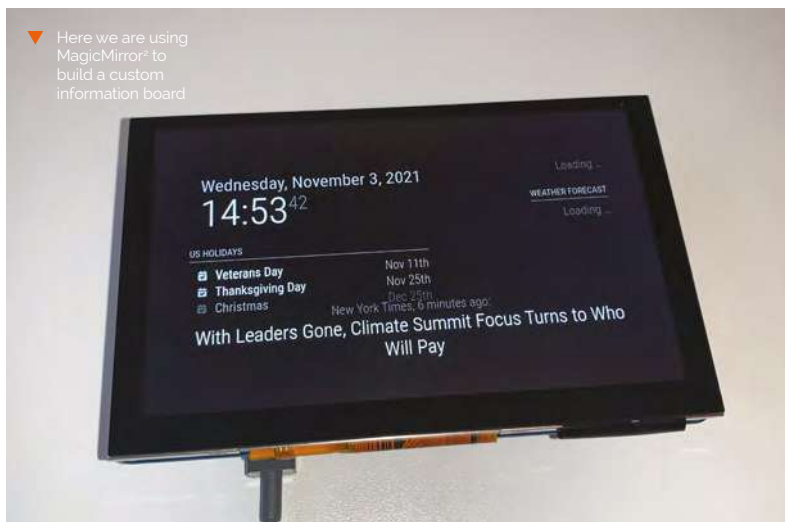 Here we are using
MagicMirror² to
build a custom
information board
Wednesday, November 3, 2021
14:53 42
Loading ...
WEATHER FORECAST
Loading ...
US HOLIDAYS
Veterans Day Nov 11th
Thanksgiving Day Nov 25th
Christmas Dec 25th
New York Times, 6 minutes ago:
With Leaders Gone, Climate Summit Focus Turns to Who
Will Pay